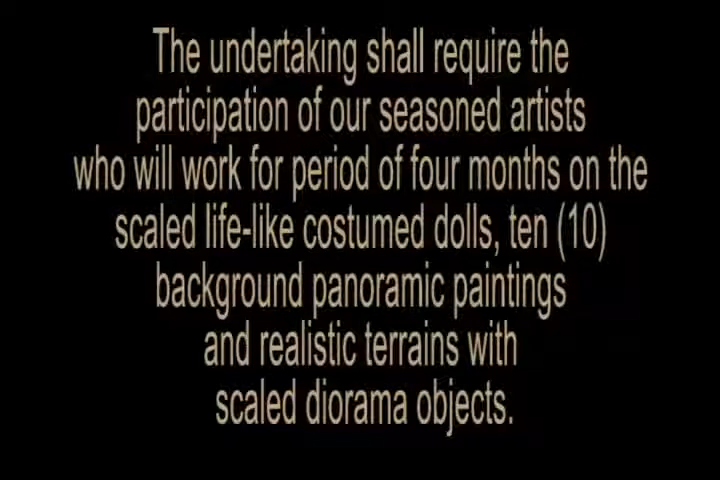 The undertaking shall require the
participation of our seasoned artists
who will work for period of four months on the
scaled life-like costumed dolls, ten (10)
background panoramic paintings
and realistic terrains with
scaled diorama objects.